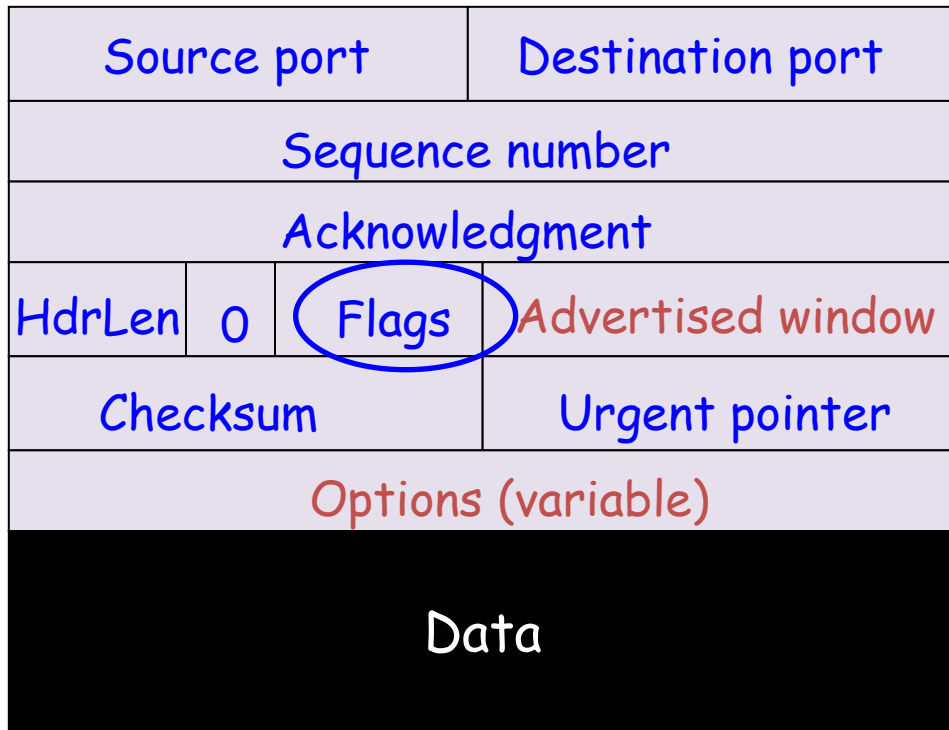 Source port Destination port
Sequence number
Acknowledgment
HdrLen 0 Flags Advertised window
Checksum Urgent pointer
Options (variable)
Data